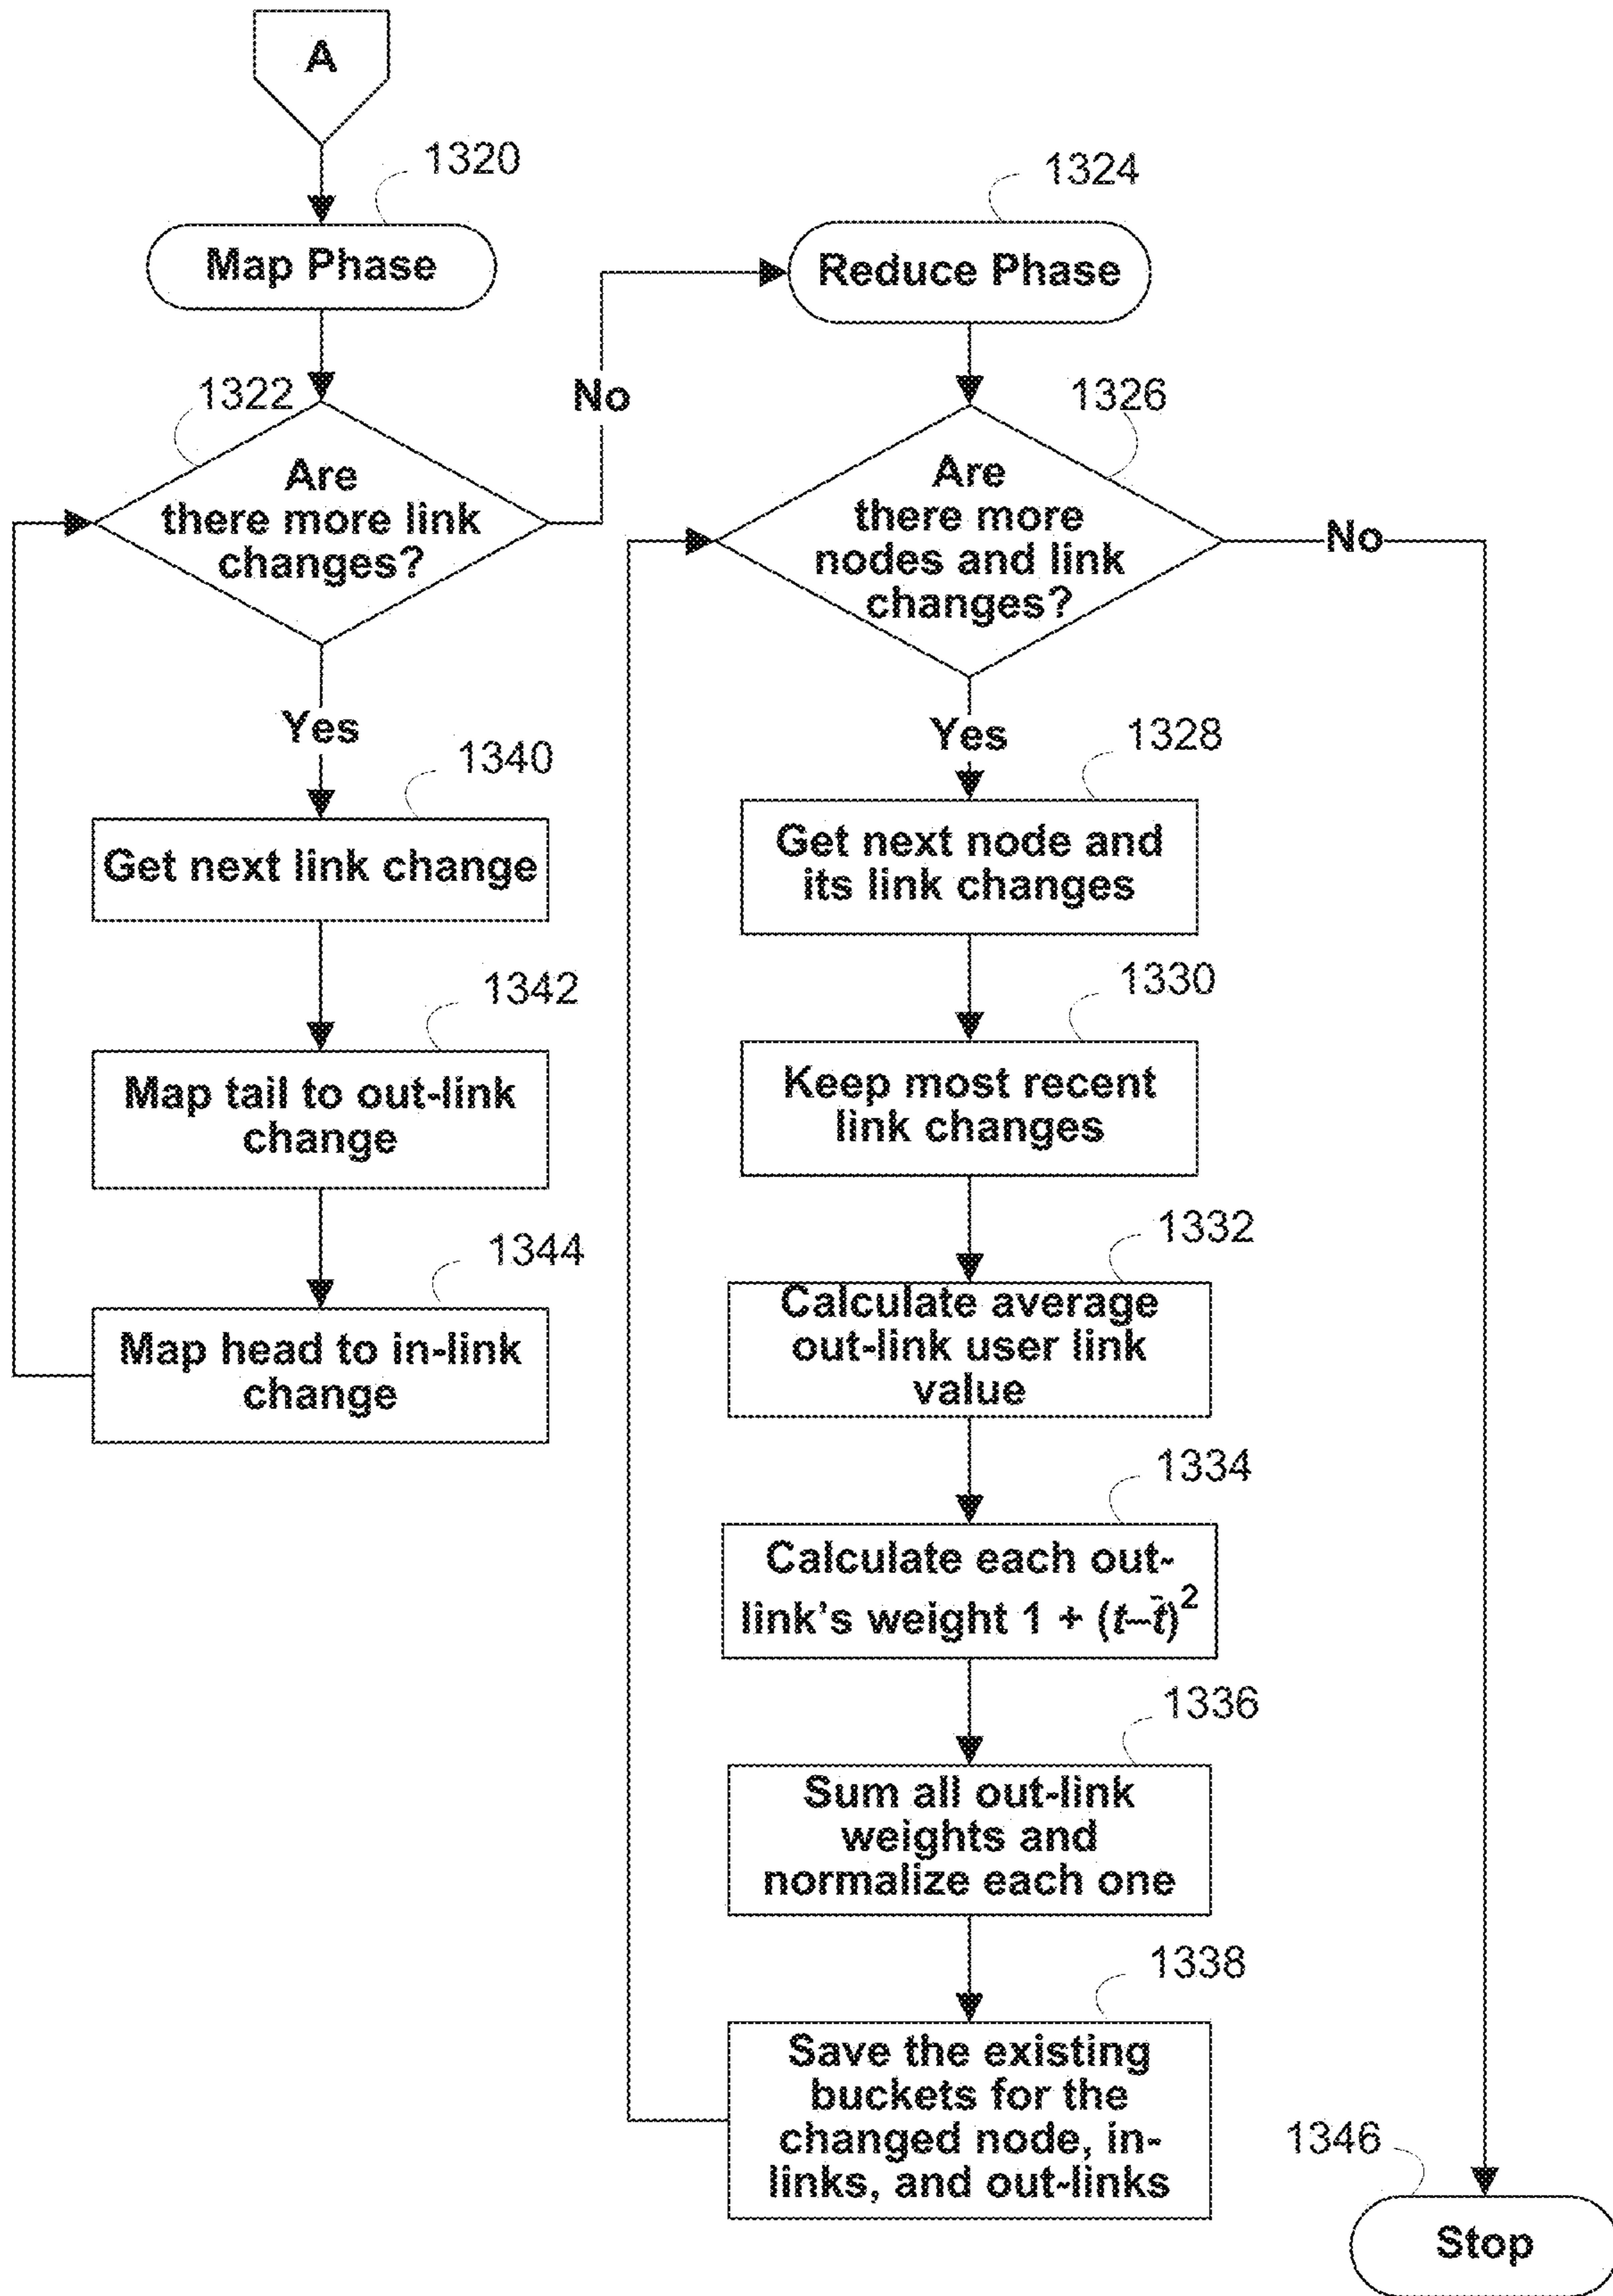 A
1320
Map Phase
1322
Are
there more link
changes?
No
Yes
1340
Get next link change
1342
Map tail to out-link
change
1344
Map head to in-link
change
1324
Reduce Phase
1326
Are
there more
nodes and link
changes?
No
Yes
1328
Get next node and
its link changes
1330
Keep most recent
link changes
1332
Calculate average
out-link user link
value
1334
Calculate each out-
link's weight 1 + (t–t̄)²
1336
Sum all out-link
weights and
normalize each one
1338
Save the existing
buckets for the
changed node, in-
links, and out-links
1346
Stop